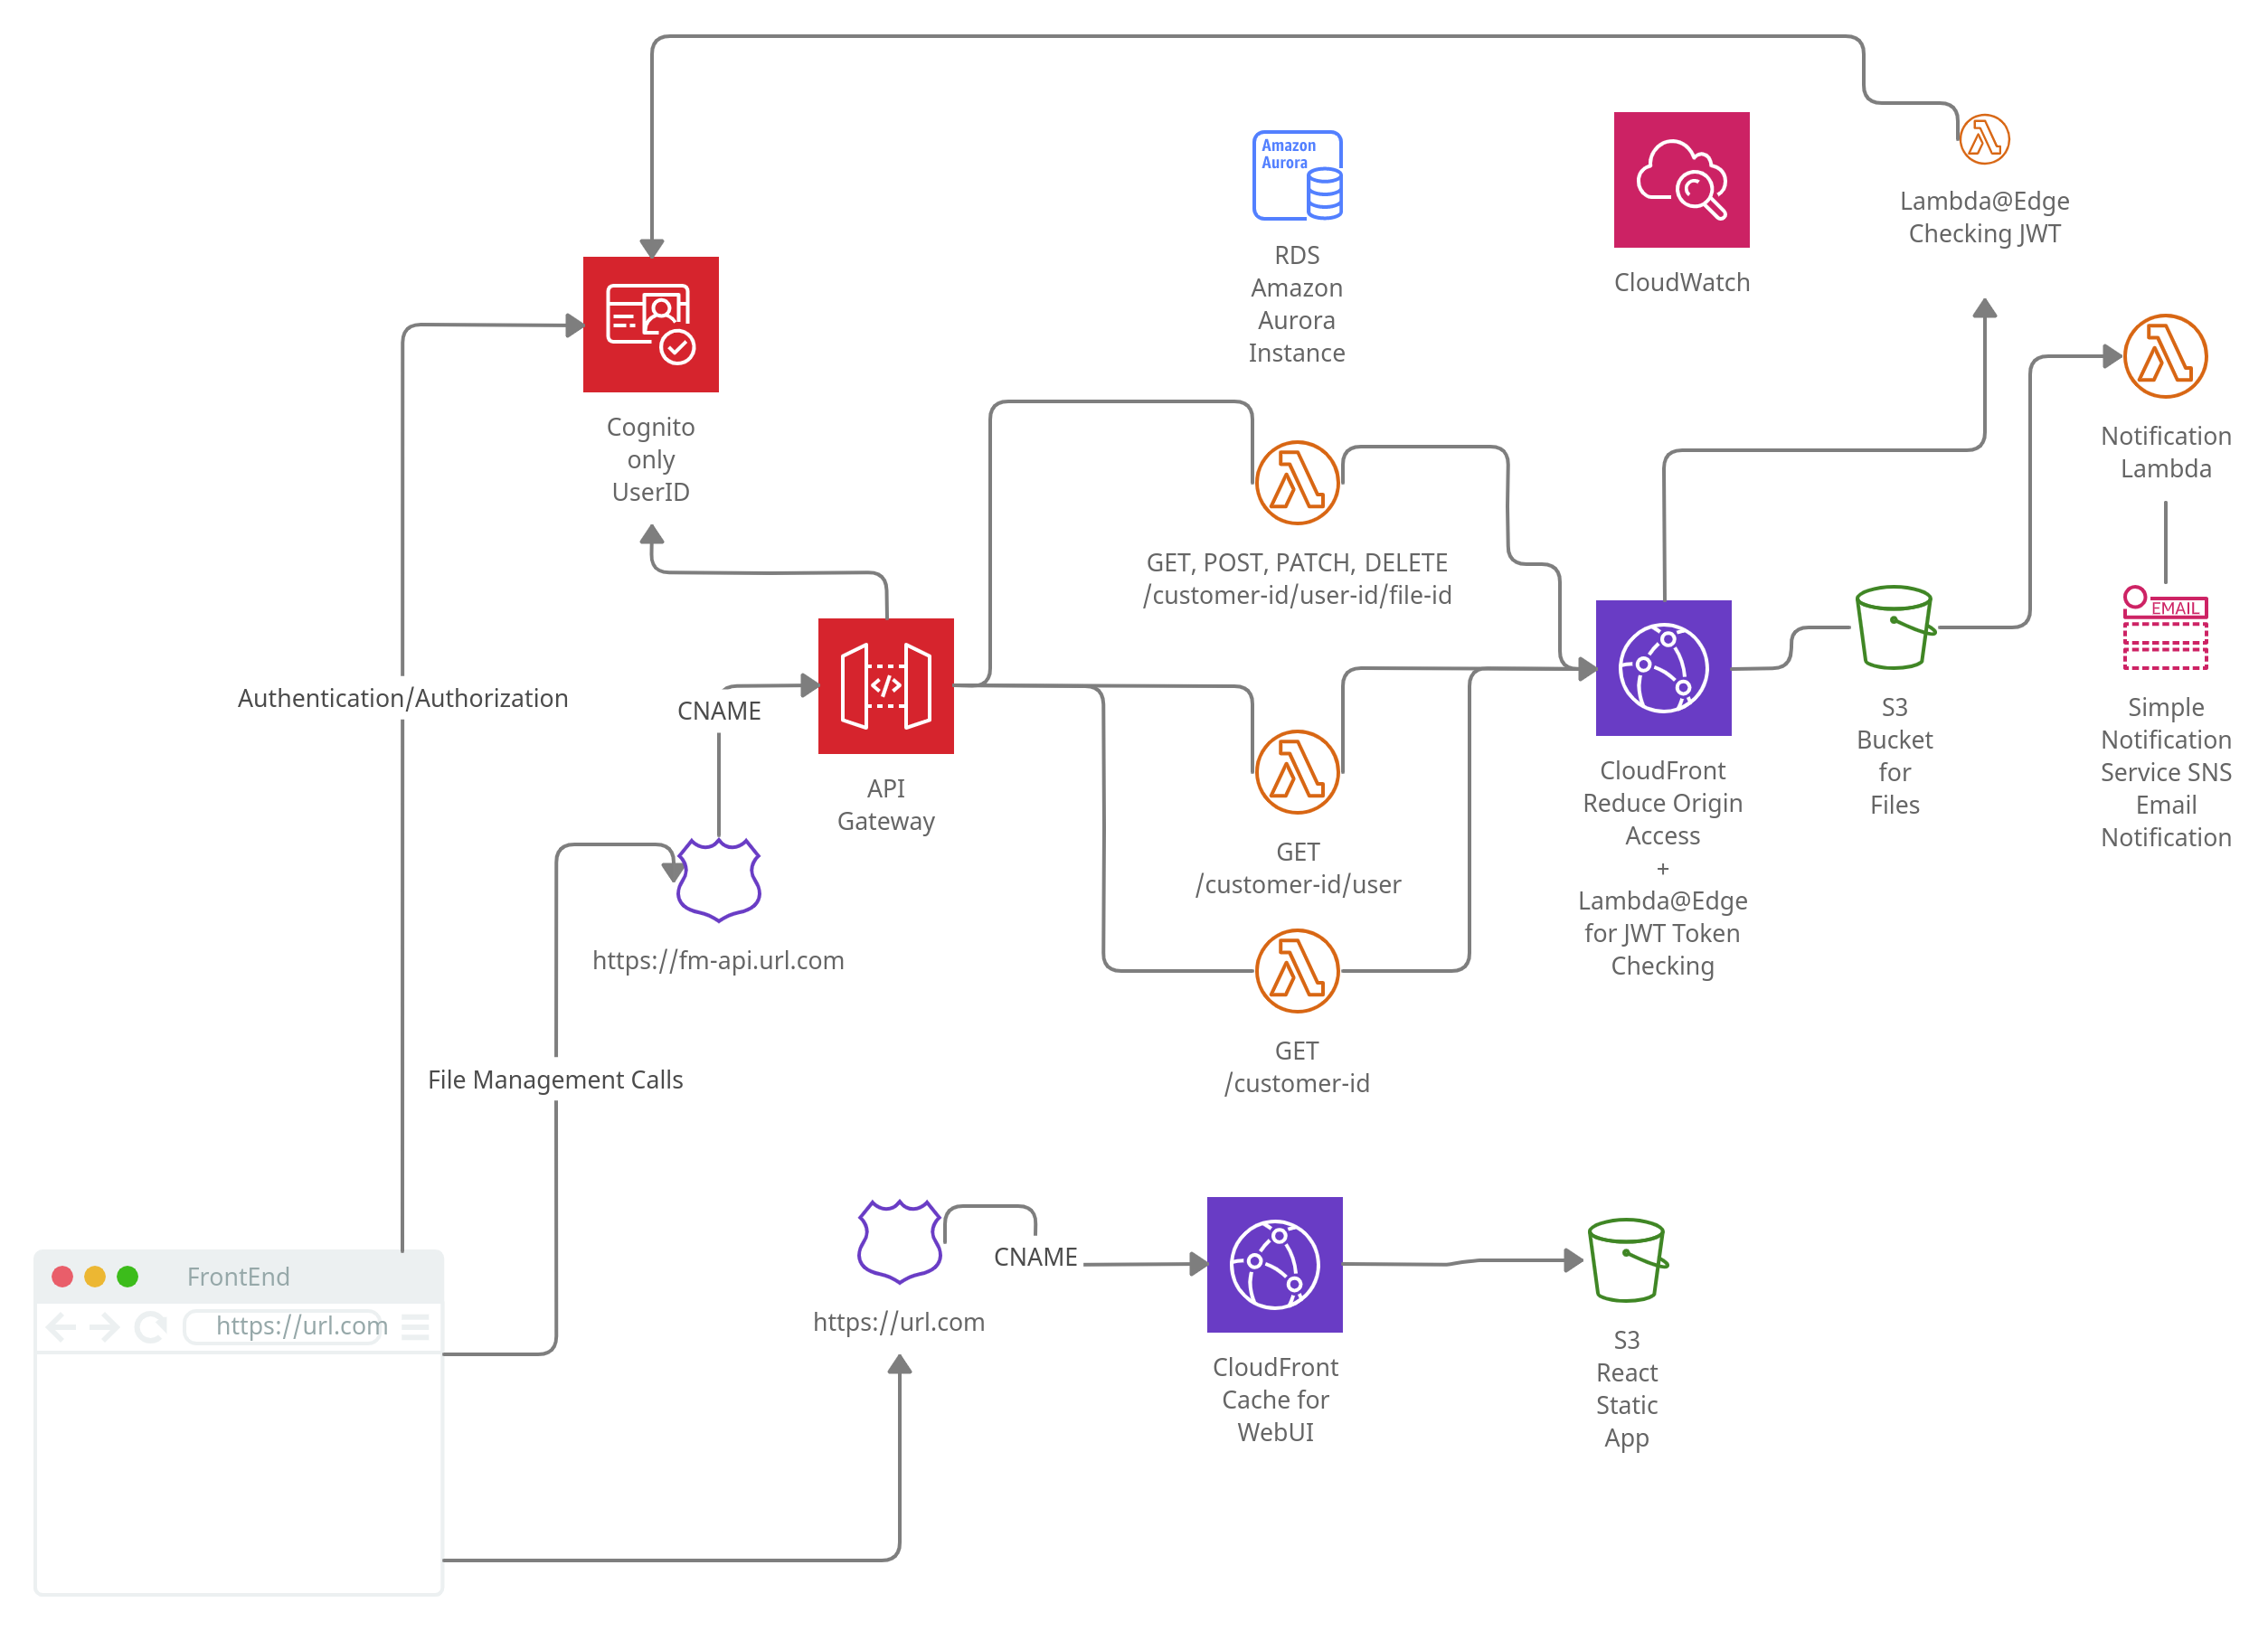 Amazon
Aurora
RDS
Amazon
Aurora
Instance
CloudWatch
Lambda@Edge
Checking JWT
Cognito
only
UserID
Notification
Lambda
GET, POST, PATCH, DELETE
/customer-id/user-id/file-id
EMAIL
Authentication/Authorization
CNAME
API
Gateway
S3
Bucket
for
Files
Simple
Notification
Service SNS
Email
Notification
CloudFront
Reduce Origin
Access
+
Lambda@Edge
for JWT Token
Checking
GET
/customer-id/user
https://fm-api.url.com
File Management Calls
GET
/customer-id
FrontEnd
https://url.com
https://url.com
CNAME
CloudFront
Cache for
WebUI
S3
React
Static
App